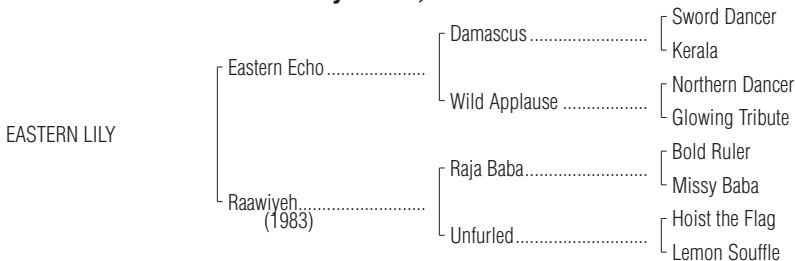 Sword Dancer
Damascus
Kerala
Eastern Echo
Northern Dancer
Wild Applause
Glowing Tribute
EASTERN LILY
Bold Ruler
Raja Baba
Missy Baba
Raawiyeh
(1983)
Hoist the Flag
Unfurled
Lemon Souffle